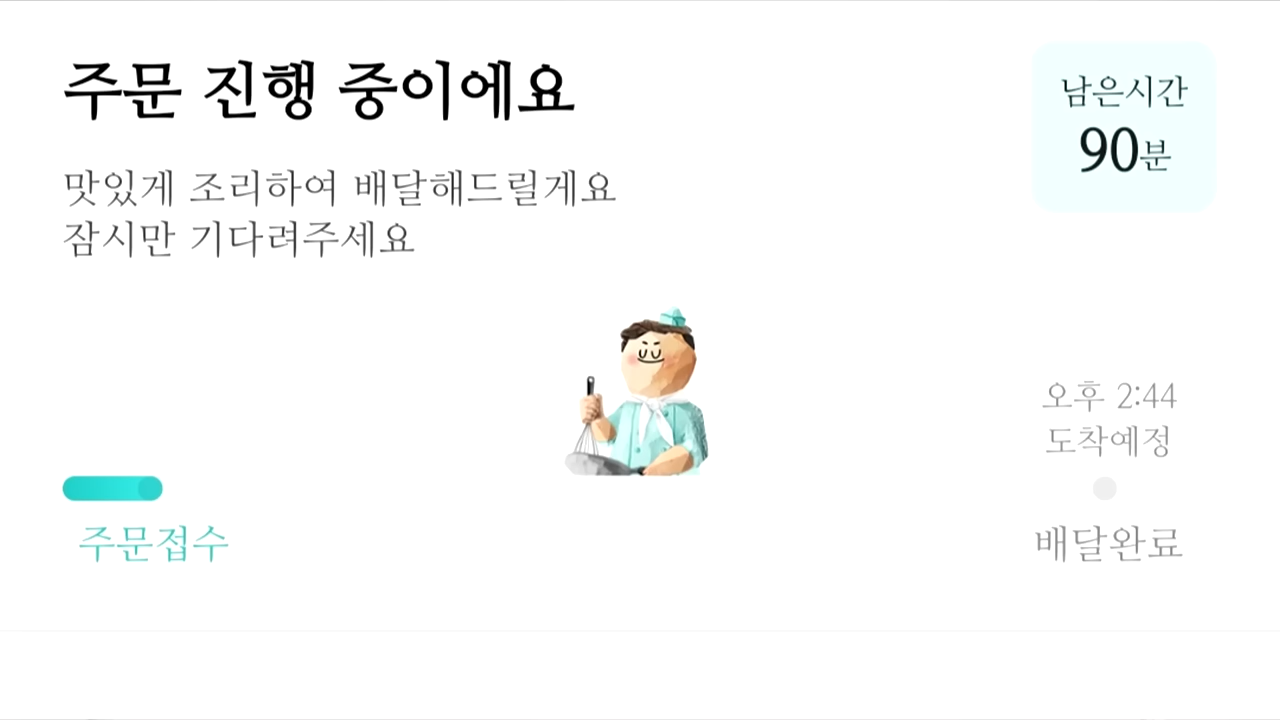 주문 진행 중이에요
남은시간
90분
맛있게 조리하여 배달해드릴게요
잠시만 기다려주세요
오후 2:44
도착예정
주문접수
배달완료